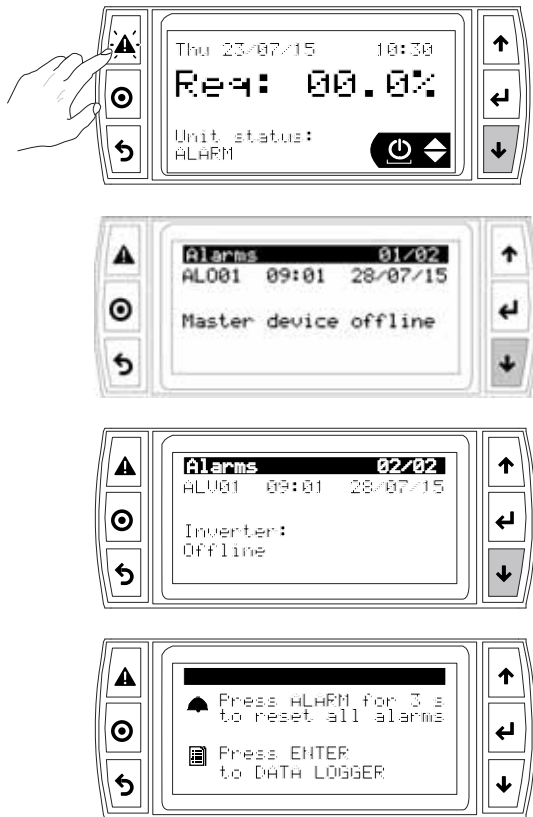 Thu 23/07/15 10:30
Req: 00.0%
Unit status:
ALARM
Alarms 01/02
AL001 09:01 28/07/15
Master device offline
Alarms 02/02
ALV01 09:01 28/07/15
Inverter:
Offline
Press ALARM for 3 s
to reset all alarms
Press ENTER
to DATA LOGGER